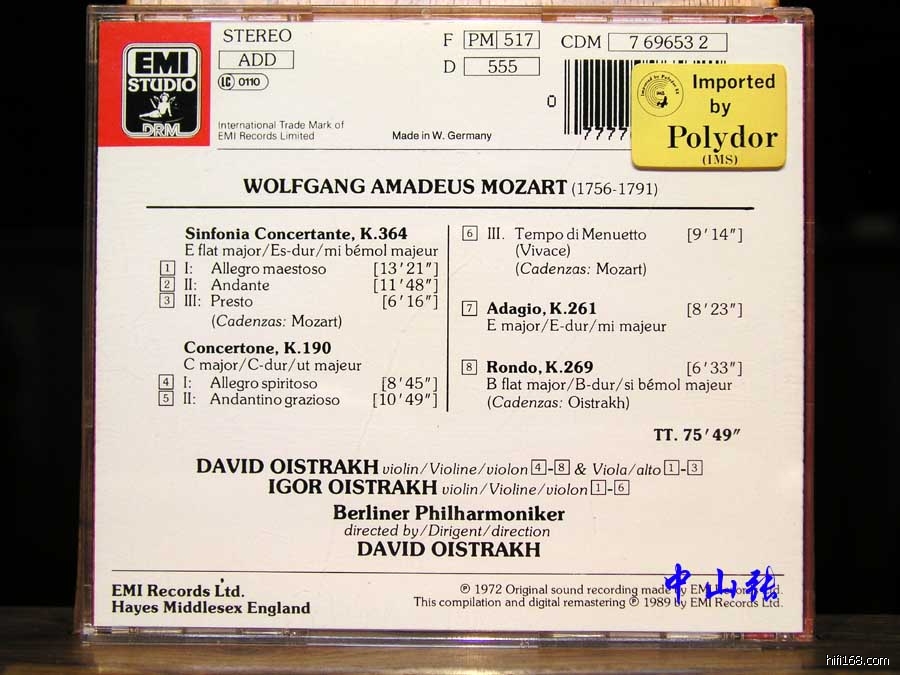 EMI
STUDIO
DRM
STEREO
ADD
LC 0110
International Trade Mark of
EMI Records Limited
Made in W. Germany
F PM 517
D 555
CDM 7 69653 2
0
7777
Imported by Polydor
Imported
by
Polydor
(IMS)
WOLFGANG AMADEUS MOZART (1756-1791)
Sinfonia Concertante, K.364
E flat major/Es-dur/mi bémol majeur
1 I: Allegro maestoso [13'21"]
2 II: Andante [11'48"]
3 III: Presto [6'16"]
(Cadenzas: Mozart)
Concertone, K.190
C major/C-dur/ut majeur
4 I: Allegro spiritoso [8'45"]
5 II: Andantino grazioso [10'49"]
6 III. Tempo di Menuetto [9'14"]
(Vivace)
(Cadenzas: Mozart)
7 Adagio, K.261 [8'23"]
E major/E-dur/mi majeur
8 Rondo, K.269 [6'33"]
B flat major/B-dur/si bémol majeur
(Cadenzas: Oistrakh)
TT. 75'49"
DAVID OISTRAKH violin/Violine/violon 4-8 & Viola/alto 1-3
IGOR OISTRAKH violin/Violine/violon 1-6
Berliner Philharmoniker
directed by/Dirigent/direction
DAVID OISTRAKH
EMI Records Ltd.
Hayes Middlesex England
℗ 1972 Original sound recording made by EMI Records Ltd.
This compilation and digital remastering ℗ 1989 by EMI Records Ltd.
中山张
hifi168.com